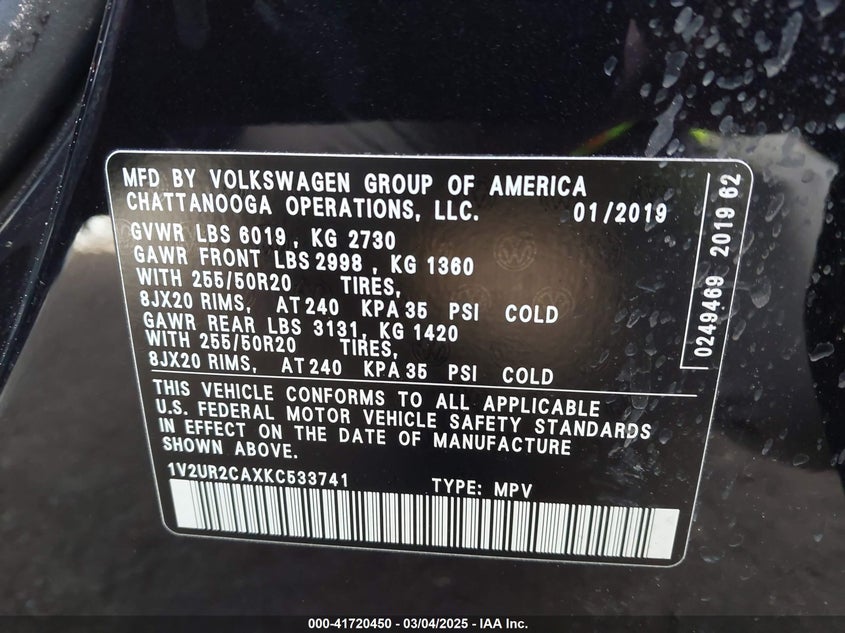 MFD BY VOLKSWAGEN GROUP OF AMERICA
CHATTANOOGA OPERATIONS, LLC. 01/2019
GVWR LBS 6019, KG 2730
GAWR FRONT LBS 2998, KG 1360
WITH 255/50R20 TIRES,
8JX20 RIMS, AT 240 KPA 35 PSI COLD
GAWR REAR LBS 3131, KG 1420
WITH 255/50R20 TIRES,
8JX20 RIMS, AT 240 KPA 35 PSI COLD
THIS VEHICLE CONFORMS TO ALL APPLICABLE
U.S. FEDERAL MOTOR VEHICLE SAFETY STANDARDS
IN EFFECT ON THE DATE OF MANUFACTURE
SHOWN ABOVE.
1V2UR2CAXKC533741 TYPE: MPV
0249469 2019 62
000-41720450 - 03/04/2025 - IAA Inc.